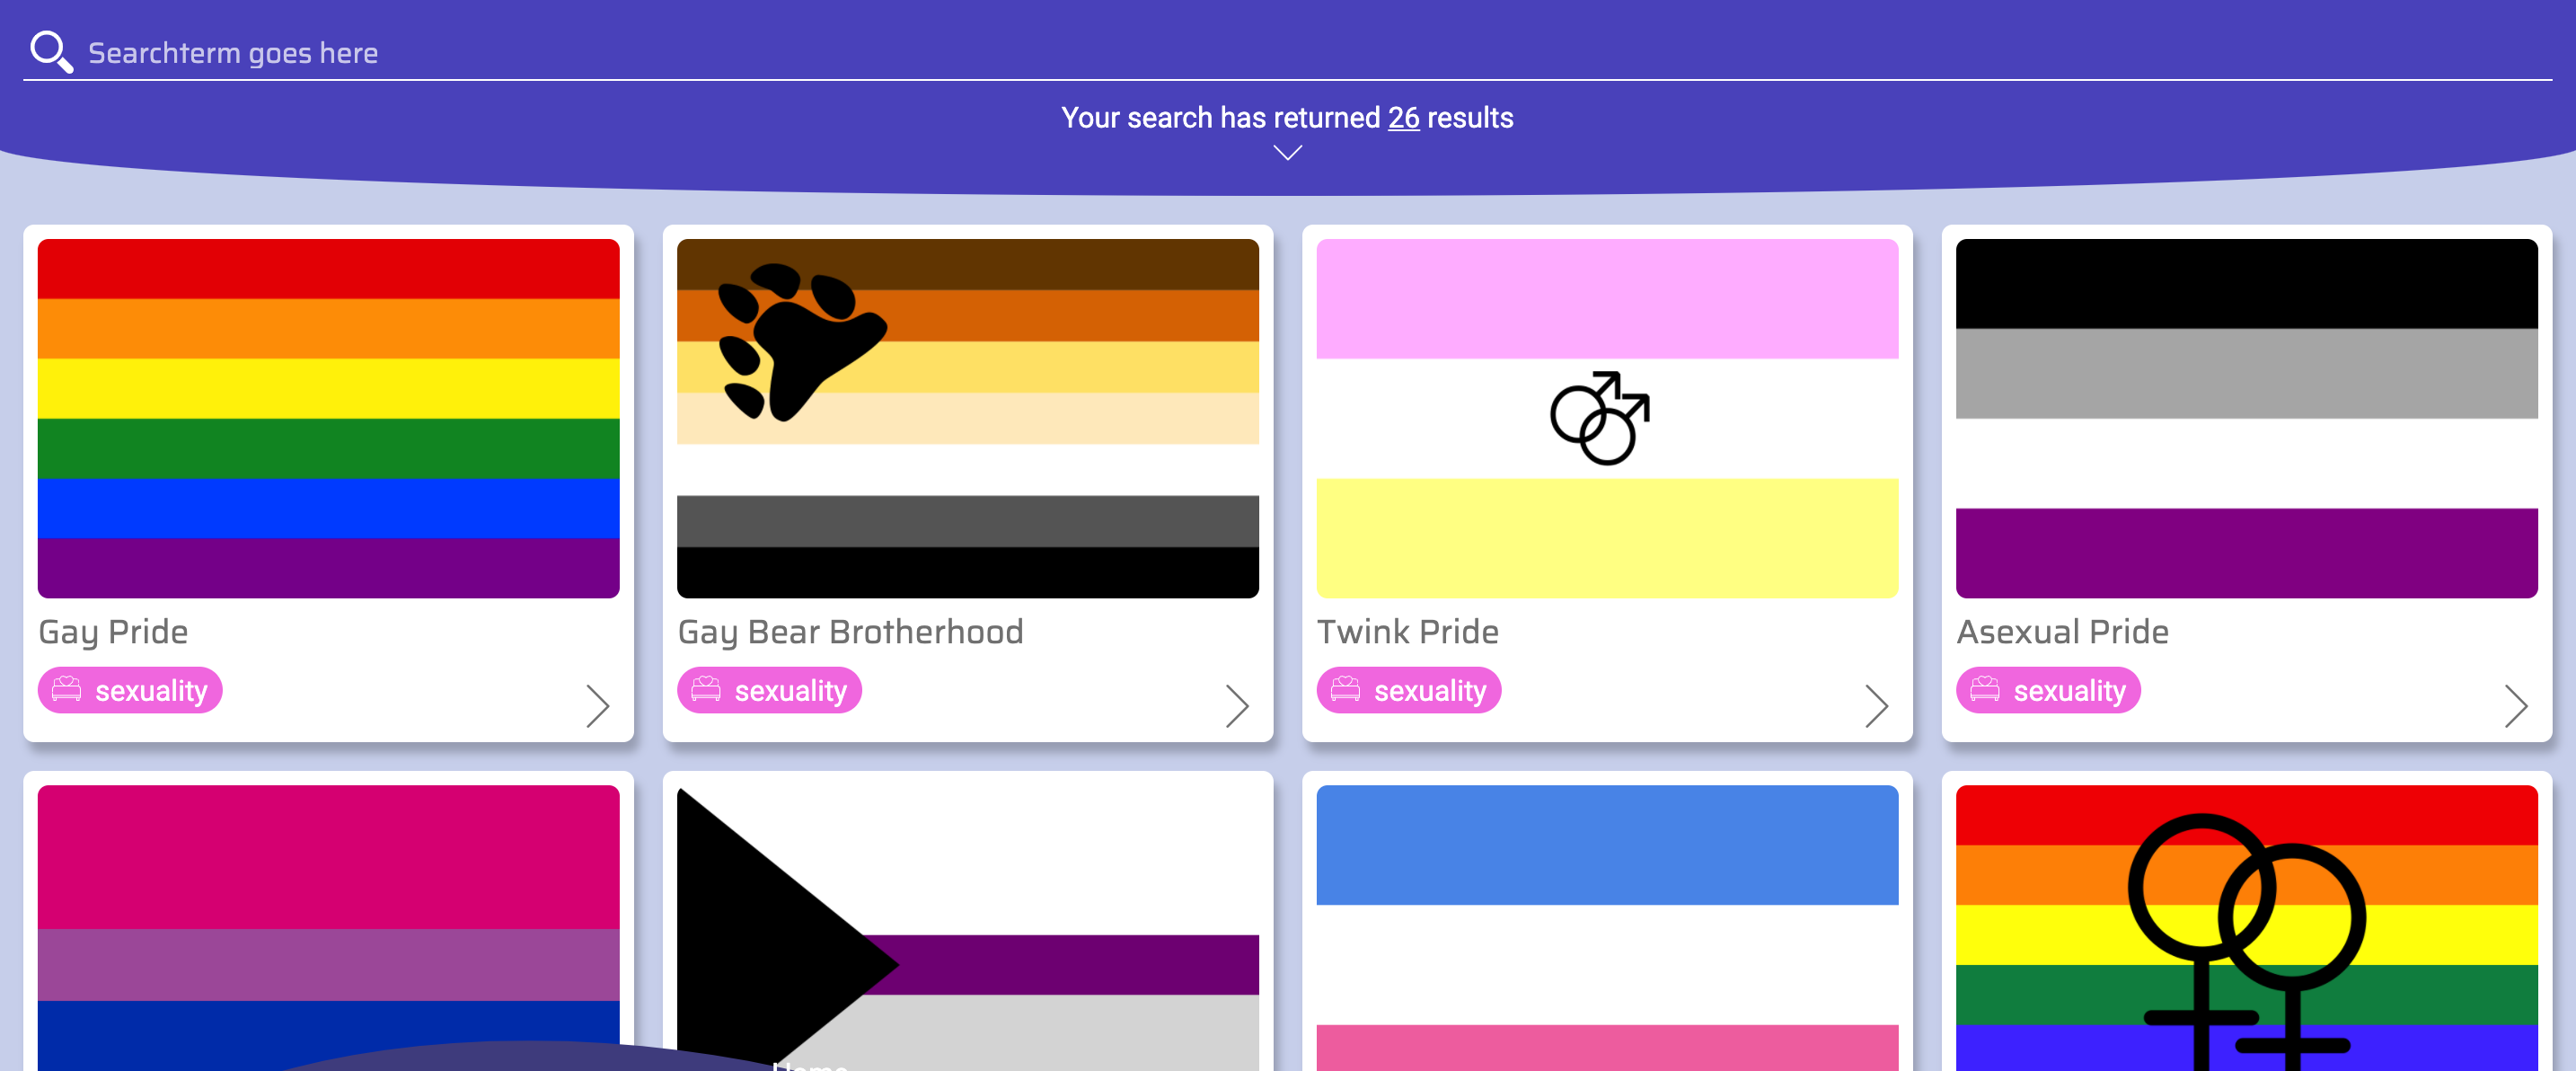 Searchterm goes here
Your search has returned 26 results
Gay Pride
sexuality
Gay Bear Brotherhood
sexuality
Twink Pride
sexuality
Asexual Pride
sexuality
Home